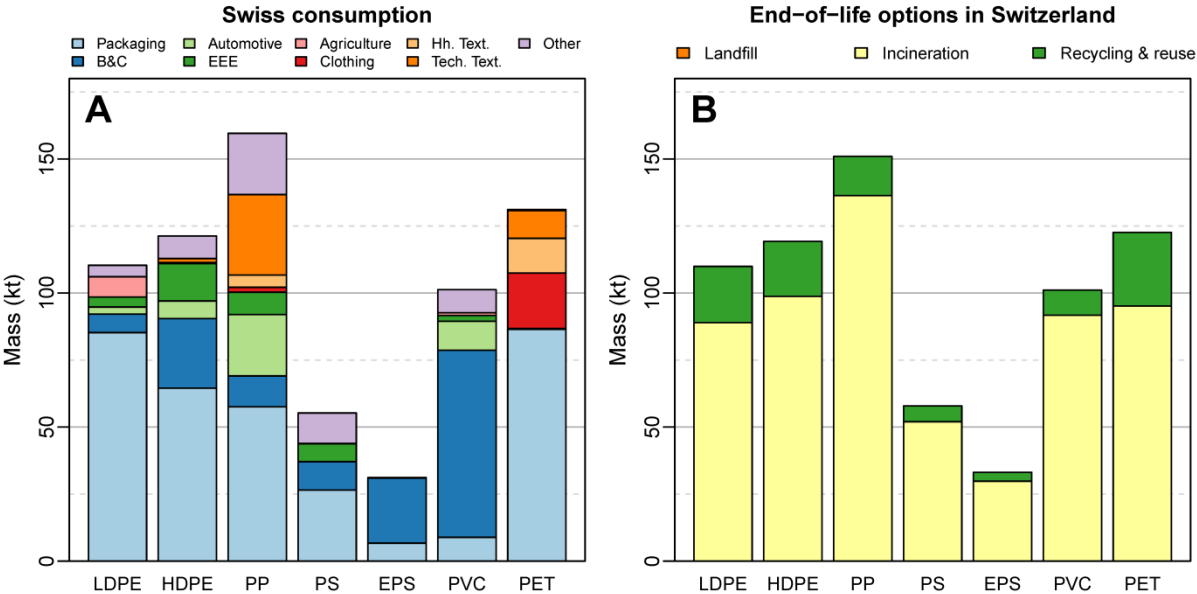 Swiss consumption
Packaging Automotive Agriculture Hh. Text. Other
B&C EEE Clothing Tech. Text.
A
Mass (kt)
150
100
50
0
LDPE HDPE PP PS EPS PVC PET
End−of−life options in Switzerland
Landfill Incineration Recycling & reuse
B
Mass (kt)
150
100
50
0
LDPE HDPE PP PS EPS PVC PET